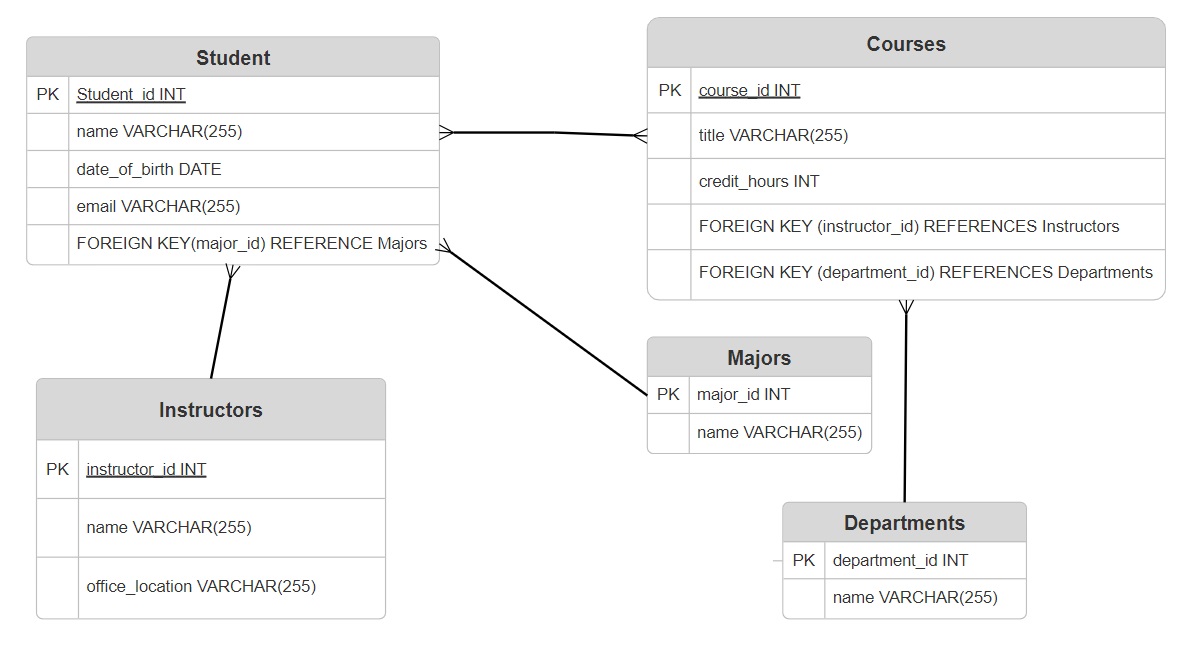 Student
PK Student_id INT
name VARCHAR(255)
date_of_birth DATE
email VARCHAR(255)
FOREIGN KEY(major_id) REFERENCE Majors
Courses
PK course_id INT
title VARCHAR(255)
credit_hours INT
FOREIGN KEY (instructor_id) REFERENCES Instructors
FOREIGN KEY (department_id) REFERENCES Departments
Majors
PK major_id INT
name VARCHAR(255)
Instructors
PK instructor_id INT
name VARCHAR(255)
office_location VARCHAR(255)
Departments
PK department_id INT
name VARCHAR(255)